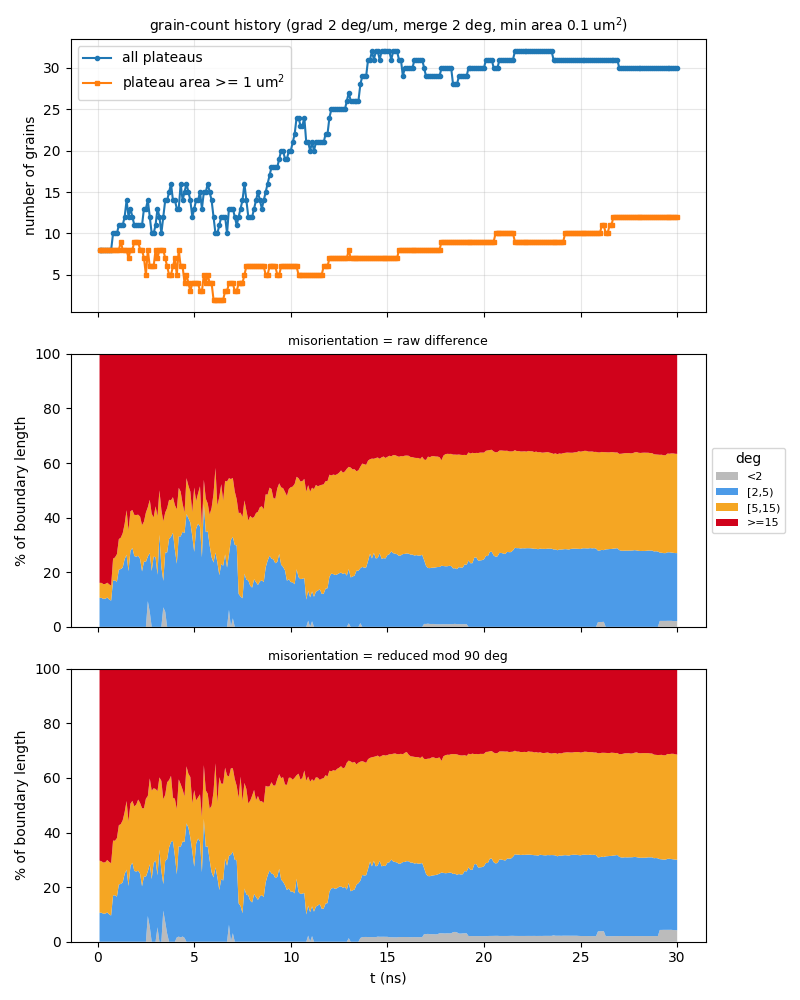 grain-count history (grad 2 deg/um, merge 2 deg, min area 0.1 um²)
all plateaus
plateau area >= 1 um²
number of grains
30
25
20
15
10
5
misorientation = raw difference
% of boundary length
100
80
60
40
20
0
deg
<2
[2,5)
[5,15)
>=15
misorientation = reduced mod 90 deg
% of boundary length
100
80
60
40
20
0
0 5 10 15 20 25 30
t (ns)